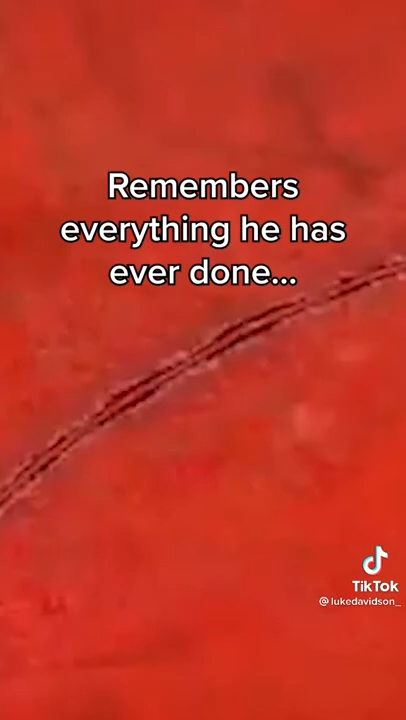 Remembers
everything he has
ever done...
TikTok
@lukedavidson_